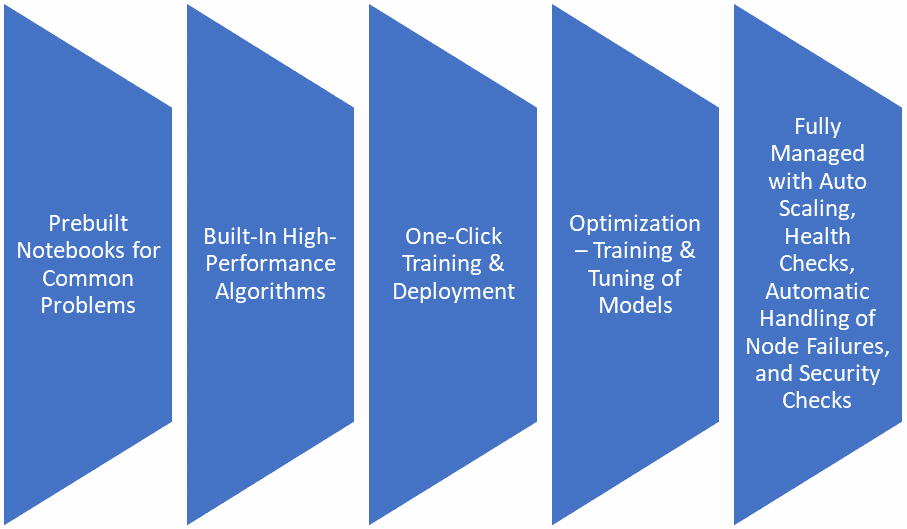 Prebuilt
Notebooks for
Common
Problems
Built-In High-
Performance
Algorithms
One-Click
Training &
Deployment
Optimization
– Training &
Tuning of
Models
Fully
Managed
with Auto
Scaling,
Health
Checks,
Automatic
Handling of
Node Failures,
and Security
Checks